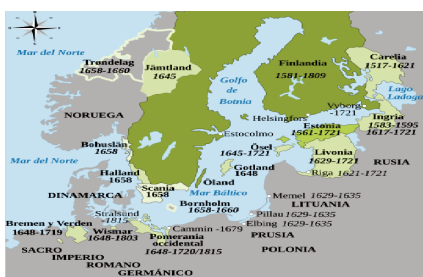 Mar del Norte
Trøndelag
1658-1660
Jämtland
1645
Golfo
de
Botnia
Finlandia
1581-1809
Carelia
1517-1621
Lago
Ladoga
NORUEGA
Helsingfors
Vyborg
-1721
Ingria
1583-1595
1617-1721
Estocolmo
Estonia
1561-1721
Bohuslän
1658
Mar del Norte
Ösel
1645-1721
Livonia
1629-1721
RUSIA
Halland
1658
Gotland
1648
Riga 1621-1721
Scania
1658
Öland
Mar Báltico
DINAMARCA
Bornholm
1658-1660
Memel 1629-1635
LITUANIA
Stralsund
-1815
Pillau 1629-1635
Bremen y Verden
1648-1719
Wismar
1648-1803
Cammin -1679
Elbing 1629-1635
PRUSIA
Pomerania
occidental
1648-1720/1815
POLONIA
SACRO
IMPERIO
ROMANO
GERMÁNICO